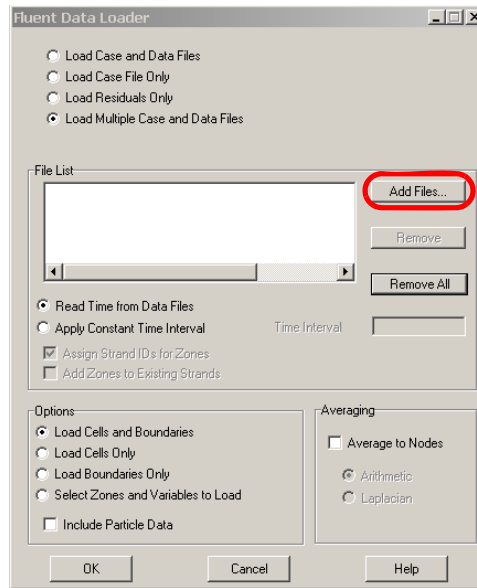 Fluent Data Loader
Load Case and Data Files
Load Case File Only
Load Residuals Only
Load Multiple Case and Data Files
File List
Add Files...
Remove
Remove All
Read Time from Data Files
Apply Constant Time Interval
Time Interval
Assign Strand IDs for Zones
Add Zones to Existing Strands
Options
Load Cells and Boundaries
Load Cells Only
Load Boundaries Only
Select Zones and Variables to Load
Include Particle Data
Averaging
Average to Nodes
Arithmetic
Laplacian
OK
Cancel
Help